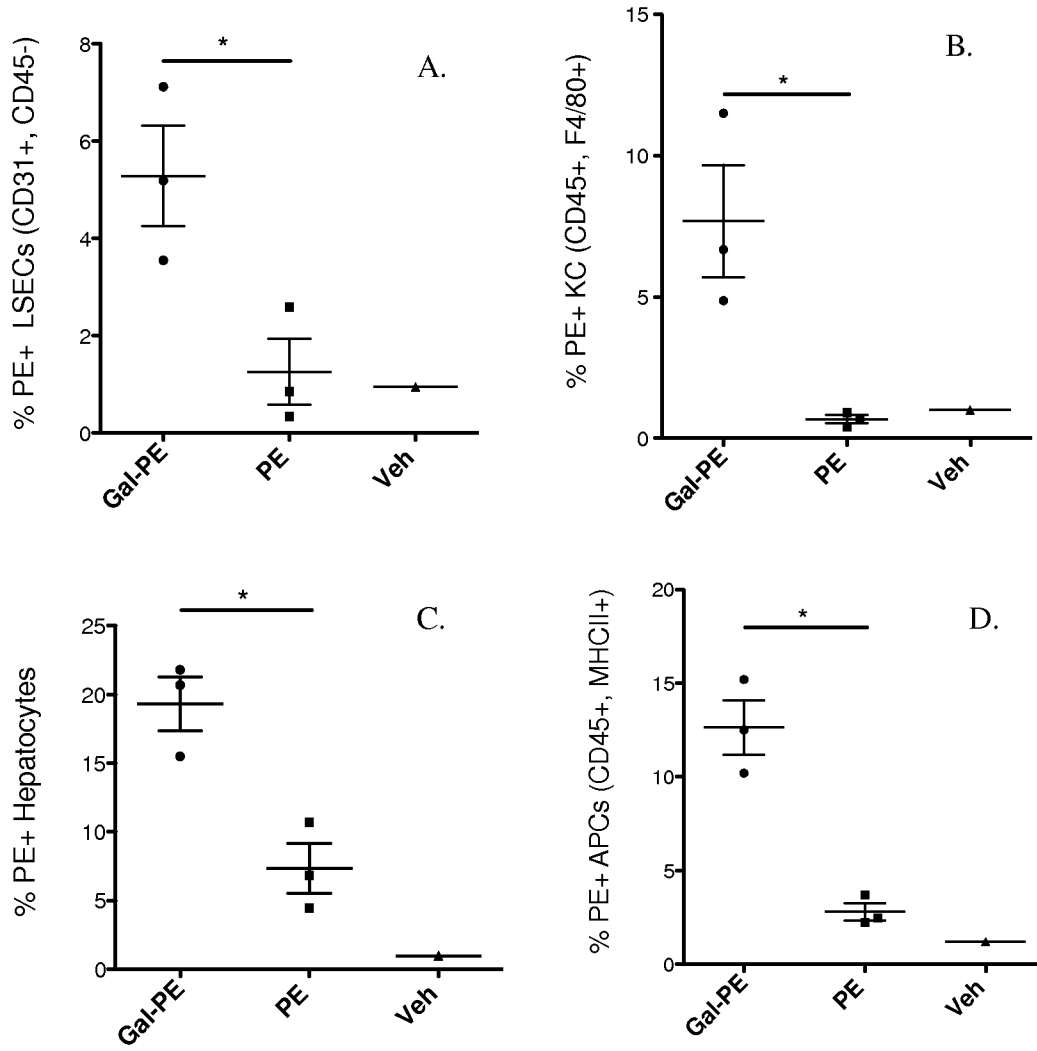 % PE+ LSECs (CD31+, CD45-)
8
6
4
2
0
*
A.
Gal-PE
PE
Veh
% PE+ KC (CD45+, F4/80+)
15
10
5
0
*
B.
Gal-PE
PE
Veh
% PE+ Hepatocytes
25
20
15
10
5
0
*
C.
Gal-PE
PE
Veh
% PE+ APCs (CD45+, MHCII+)
20
15
10
5
0
*
D.
Gal-PE
PE
Veh